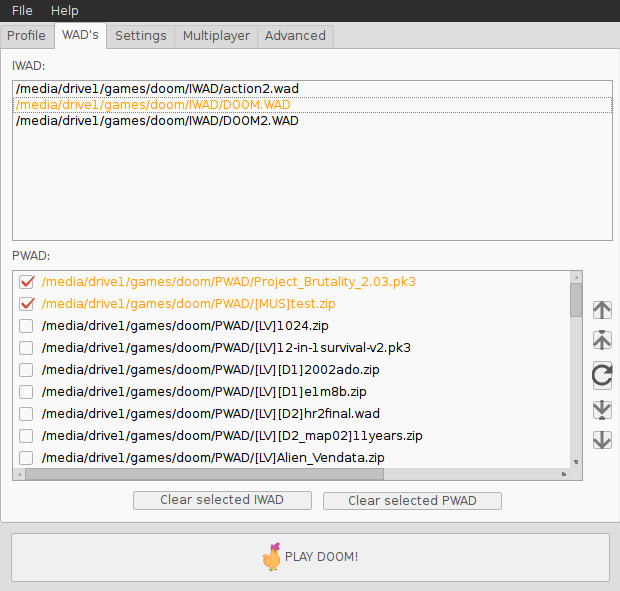 FIle Help
Profile WAD's Settings Multiplayer Advanced
IWAD:
/media/drive1/games/doom/IWAD/action2.wad
/media/drive1/games/doom/IWAD/DOOM.WAD
/media/drive1/games/doom/IWAD/DOOM2.WAD
PWAD:
/media/drive1/games/doom/PWAD/Project_Brutality_2.03.pk3
/media/drive1/games/doom/PWAD/[MUS]test.zip
/media/drive1/games/doom/PWAD/[LV]1024.zip
/media/drive1/games/doom/PWAD/[LV]12-in-1survival-v2.pk3
/media/drive1/games/doom/PWAD/[LV][D1]2002ado.zip
/media/drive1/games/doom/PWAD/[LV][D1]e1m8b.zip
/media/drive1/games/doom/PWAD/[LV][D2]hr2final.wad
/media/drive1/games/doom/PWAD/[LV][D2_map02]11years.zip
/media/drive1/games/doom/PWAD/[LV]Alien_Vendata.zip
Clear selected IWAD Clear selected PWAD
PLAY DOOM!